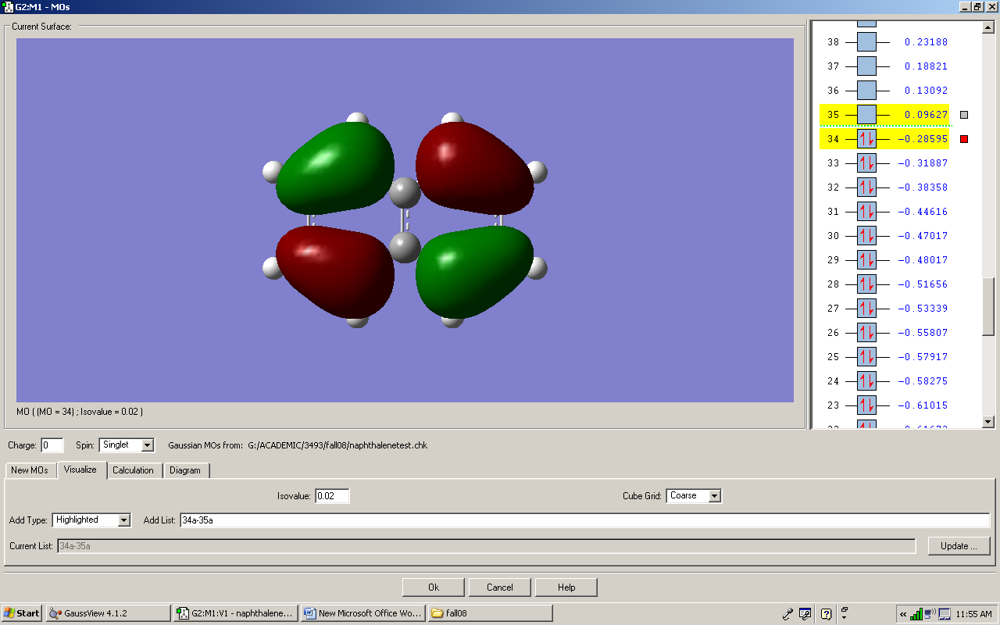 G2:M1 - MOs
Current Surface:
38 0.23188
37 0.18821
36 0.13092
35 0.09627
34 -0.28595
33 -0.31887
32 -0.38358
31 -0.44616
30 -0.47017
29 -0.48017
28 -0.51656
27 -0.53339
26 -0.55807
25 -0.57917
24 -0.58275
23 -0.61015
MO ( (MO = 34) ; Isovalue = 0.02 )
Charge: 0 Spin: Singlet Gaussian MOs from: G:/ACADEMIC/3493/fall08/naphthalenetest.chk
New MOs Visualize Calculation Diagram
Isovalue: 0.02 Cube Grid: Coarse
Add Type: Highlighted Add List: 34a-35a
Current List: 34a-35a Update ...
Ok Cancel Help
Start GaussView 4.1.2 G2:M1:V1 - naphthalene... New Microsoft Office Wo... fall08 « 11:55 AM